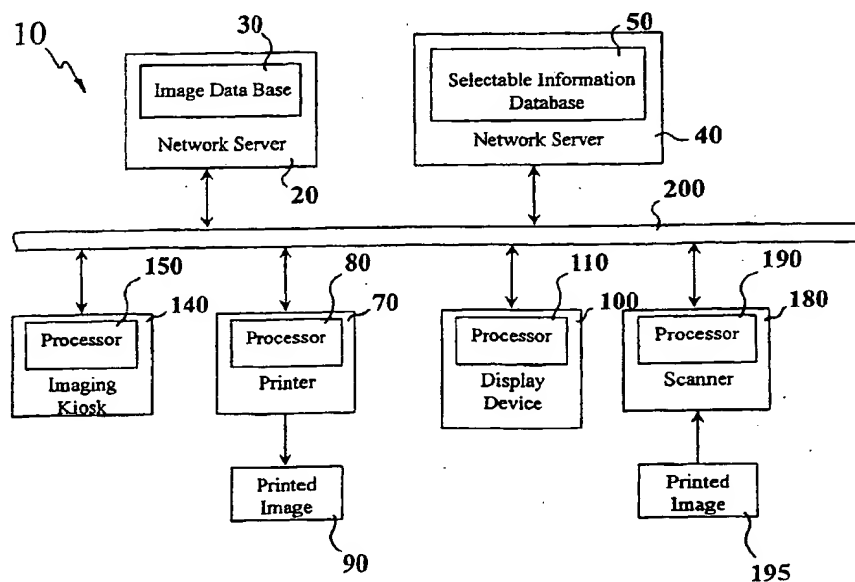 10
30
50
Image Data Base
Selectable Information
Database
Network Server
Network Server
20
40
200
150
140
80
70
110
100
190
180
Processor
Processor
Processor
Processor
Imaging
Kiosk
Printer
Display
Device
Scanner
Printed
Image
Printed
Image
90
195